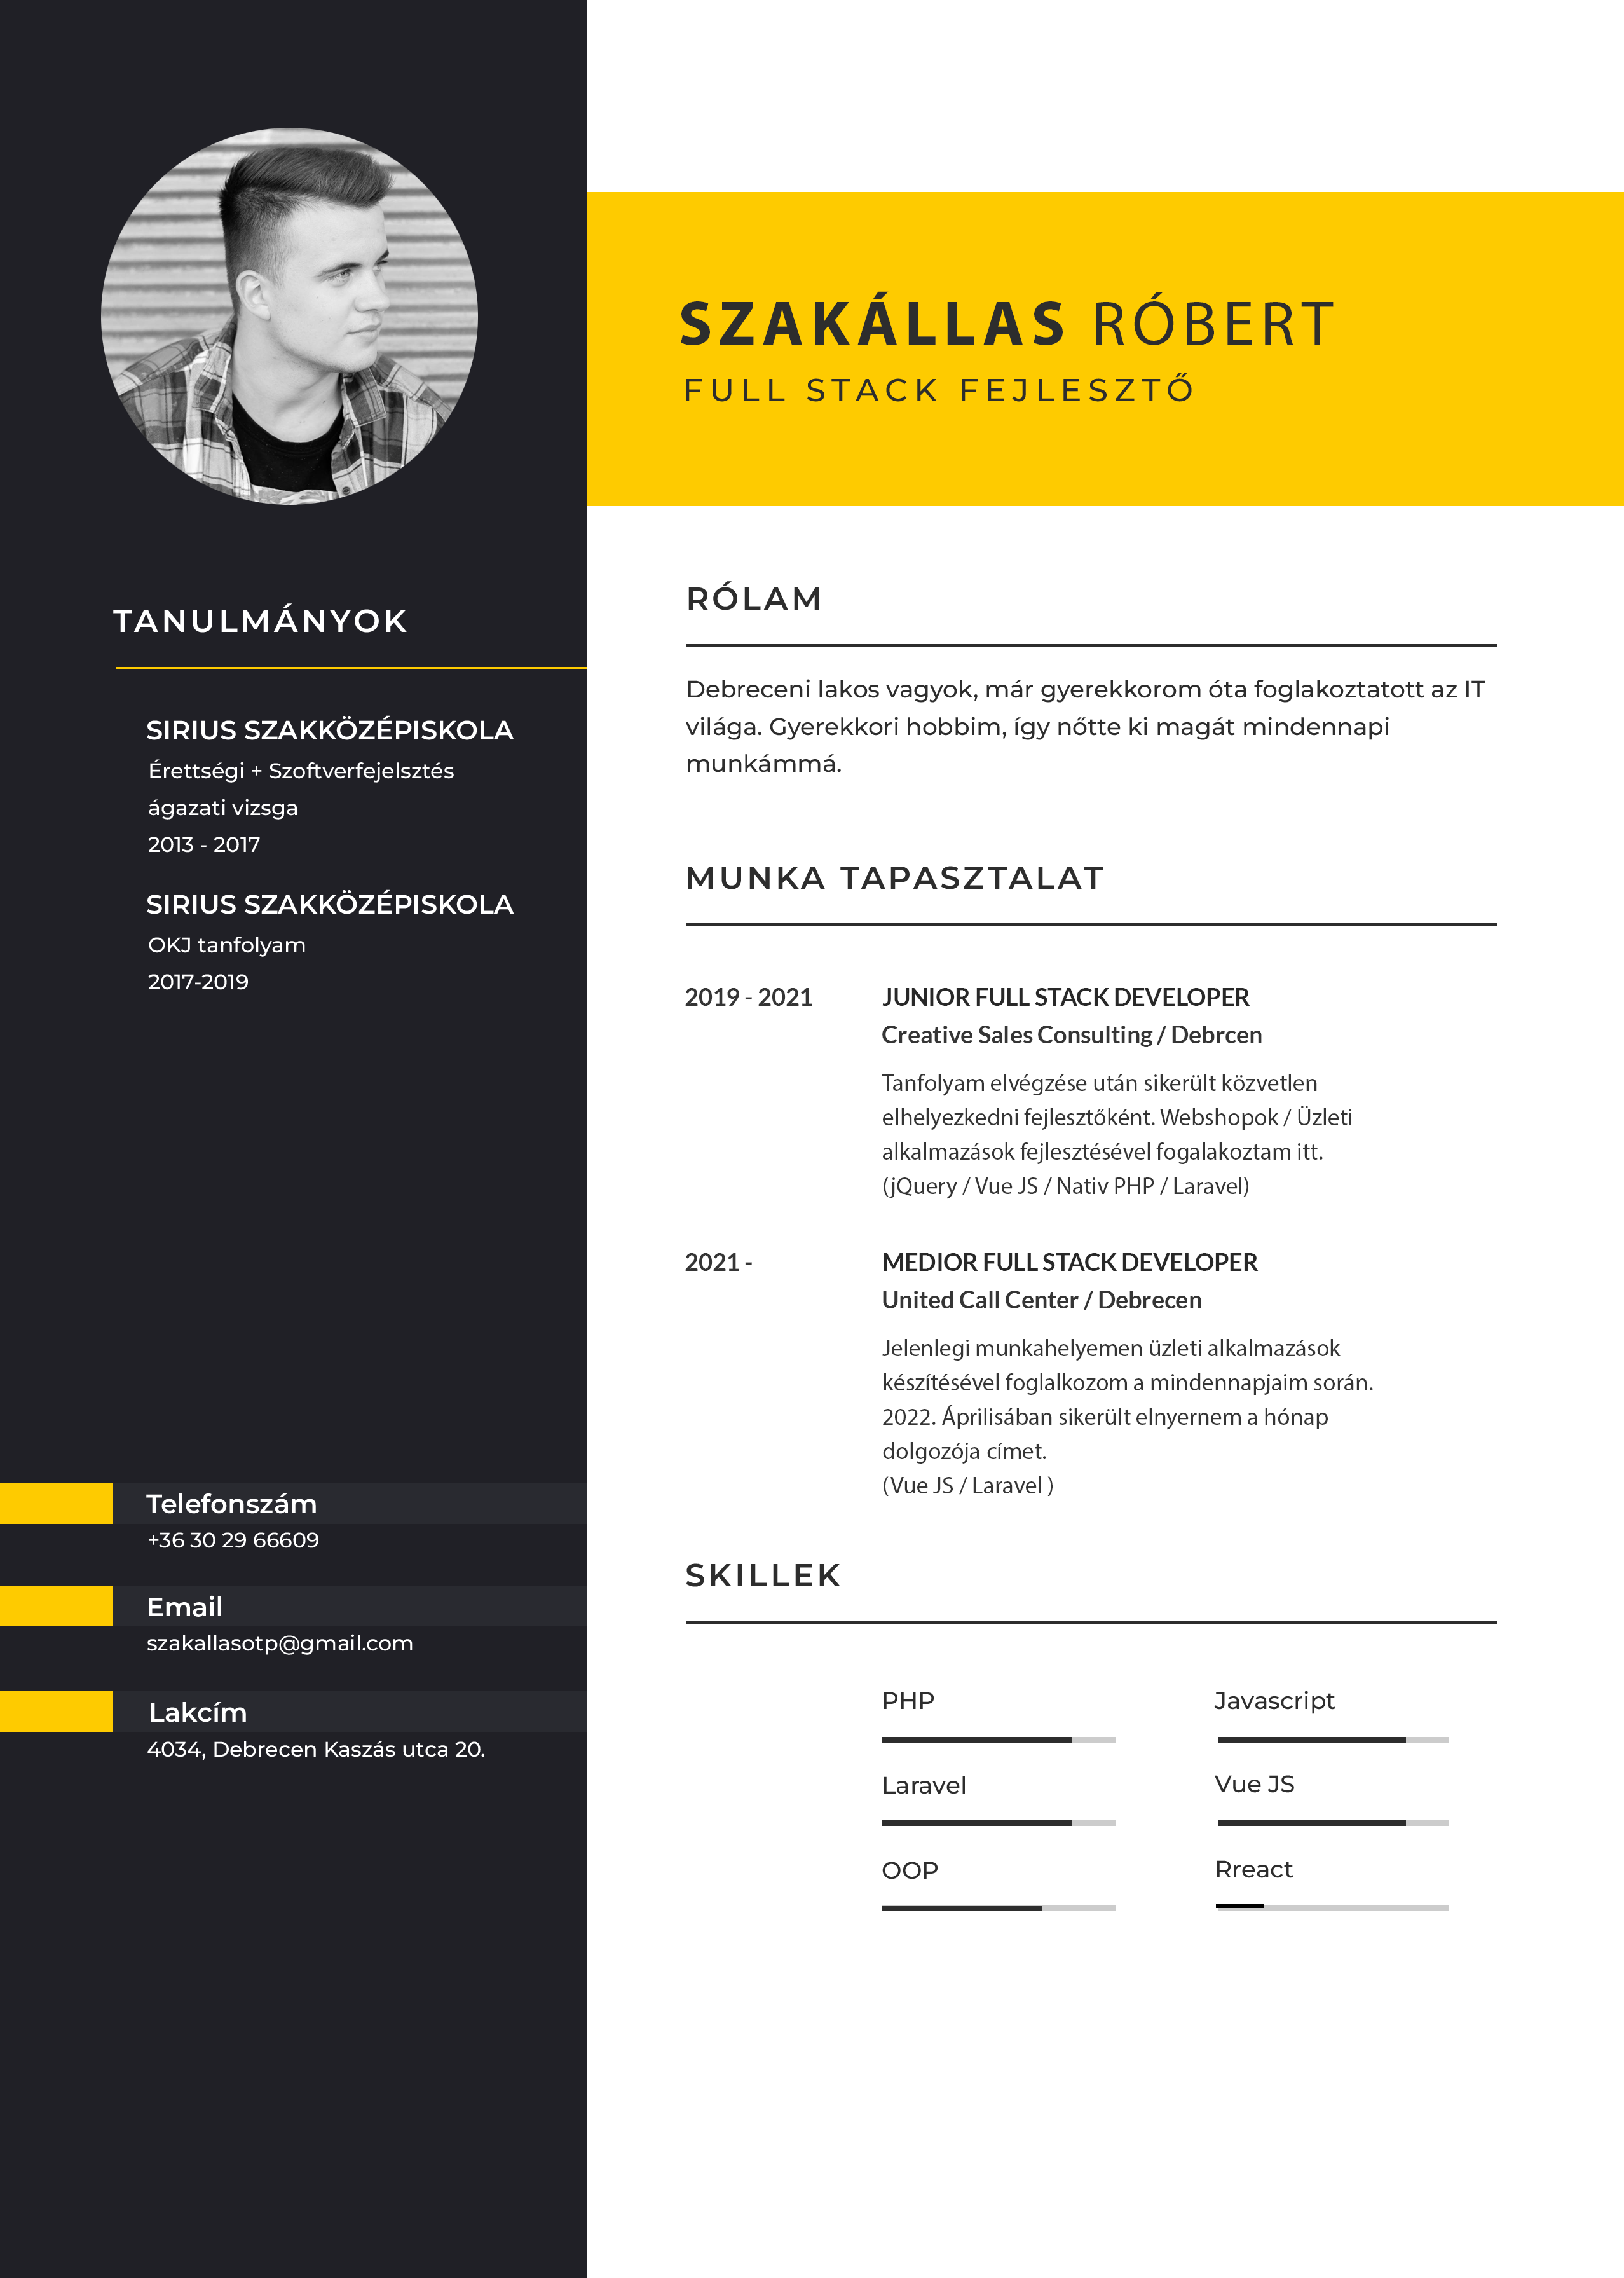 SZAKÁLLAS RÓBERT
FULL STACK FEJLESZTŐ
TANULMÁNYOK
SIRIUS SZAKKÖZÉPISKOLA
Érettségi + Szoftverfejelsztés
ágazati vizsga
2013 - 2017
SIRIUS SZAKKÖZÉPISKOLA
OKJ tanfolyam
2017-2019
Telefonszám
+36 30 29 66609
Email
szakallasotp@gmail.com
Lakcím
4034, Debrecen Kaszás utca 20.
RÓLAM
Debreceni lakos vagyok, már gyerekkorom óta foglakoztatott az IT
világa. Gyerekkori hobbim, így nőtte ki magát mindennapi
munkámmá.
MUNKA TAPASZTALAT
2019 - 2021 JUNIOR FULL STACK DEVELOPER
Creative Sales Consulting / Debrcen
Tanfolyam elvégzése után sikerült közvetlen
elhelyezkedni fejlesztőként. Webshopok / Üzleti
alkalmazások fejlesztésével fogalakoztam itt.
(jQuery / Vue JS / Nativ PHP / Laravel)
2021 - MEDIOR FULL STACK DEVELOPER
United Call Center / Debrecen
Jelenlegi munkahelyemen üzleti alkalmazások
készítésével foglalkozom a mindennapjaim során.
2022. Áprilisában sikerült elnyernem a hónap
dolgozója címet.
(Vue JS / Laravel )
SKILLEK
PHP Javascript
Laravel Vue JS
OOP Rreact